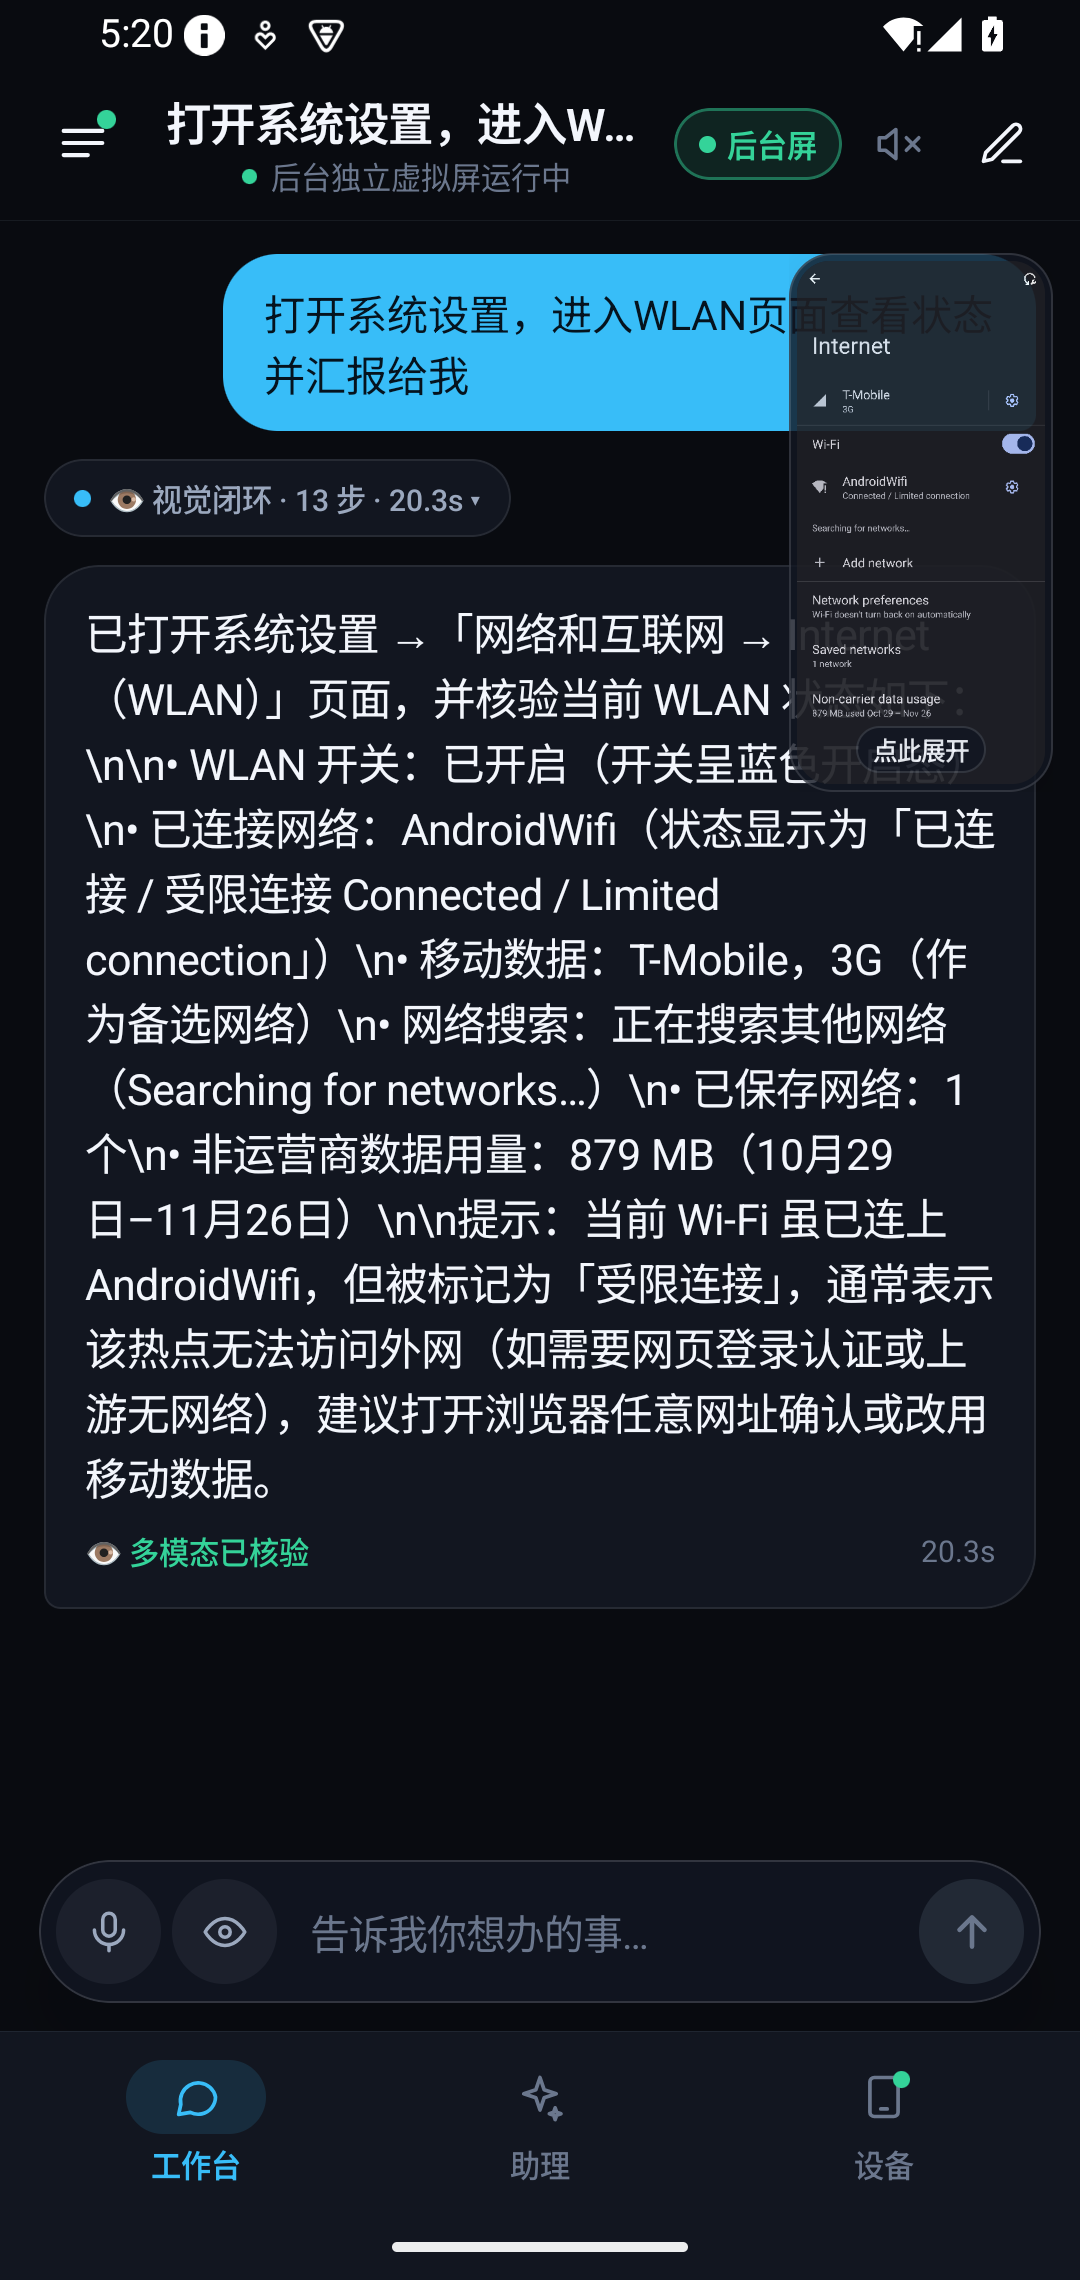 5:20
打开系统设置，进入W...
后台独立虚拟屏运行中
后台屏
打开系统设置，进入WLAN页面查看状态
并汇报给我
视觉闭环 · 13 步 · 20.3s ▾
Internet
T-Mobile
3G
Wi-Fi
AndroidWifi
Connected / Limited connection
Searching for networks...
+ Add network
Network preferences
Wi-Fi doesn't turn back on automatically
Saved networks
1 network
Non-carrier data usage
879 MB used Oct 29 – Nov 26
点此展开
已打开系统设置 →「网络和互联网 → Internet
（WLAN）」页面，并核验当前 WLAN 状态如下：
\n\n• WLAN 开关：已开启（开关呈蓝色开启态）
\n• 已连接网络：AndroidWifi（状态显示为「已连
接 / 受限连接 Connected / Limited
connection」）\n• 移动数据：T-Mobile，3G（作
为备选网络）\n• 网络搜索：正在搜索其他网络
（Searching for networks...）\n• 已保存网络：1
个\n• 非运营商数据用量：879 MB（10月29
日–11月26日）\n\n提示：当前 Wi-Fi 虽已连上
AndroidWifi，但被标记为「受限连接」，通常表示
该热点无法访问外网（如需要网页登录认证或上
游无网络），建议打开浏览器任意网址确认或改用
移动数据。
多模态已核验
20.3s
告诉我你想办的事...
工作台
助理
设备